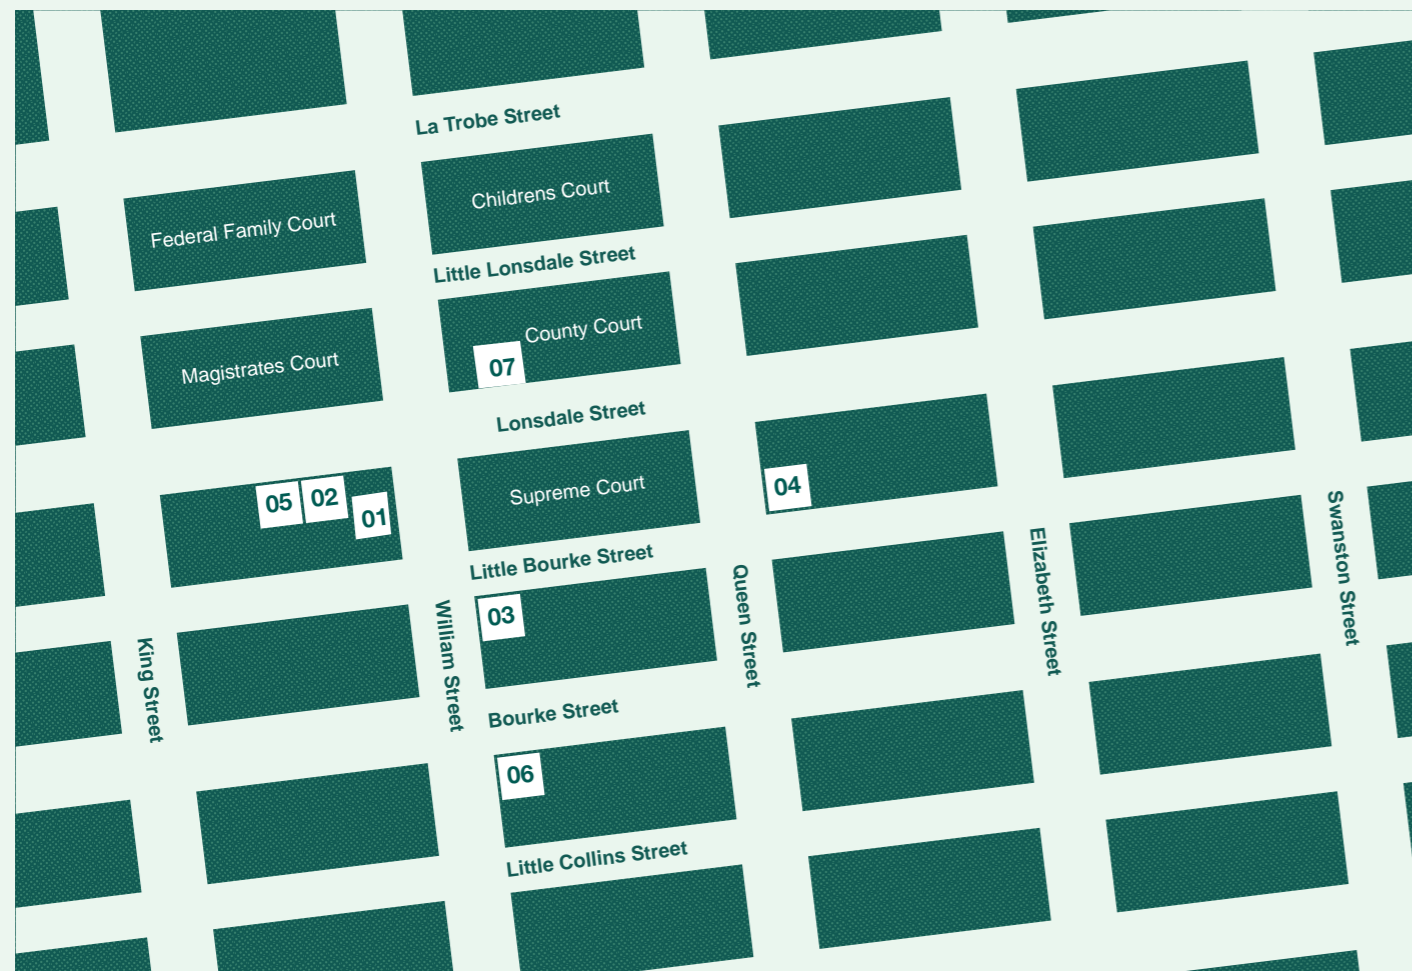 La Trobe Street
Childrens Court
Federal Family Court
Little Lonsdale Street
County Court
07
Magistrates Court
Lonsdale Street
Supreme Court
04
05
02
01
Little Bourke Street
03
King Street
William Street
Queen Street
Elizabeth Street
Swanston Street
Bourke Street
06
Little Collins Street